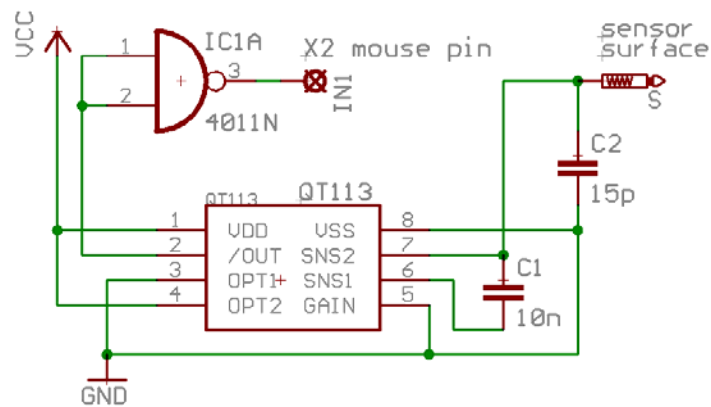 VCC
1
2
IC1A
3
4011N
X2 mouse pin
IN1
sensor
surface
S
C2
15p
QT113
QT113
1 VDD VSS 8
2 /OUT SNS2 7
3 OPT1 SNS1 6
4 OPT2 GAIN 5
C1
10n
GND